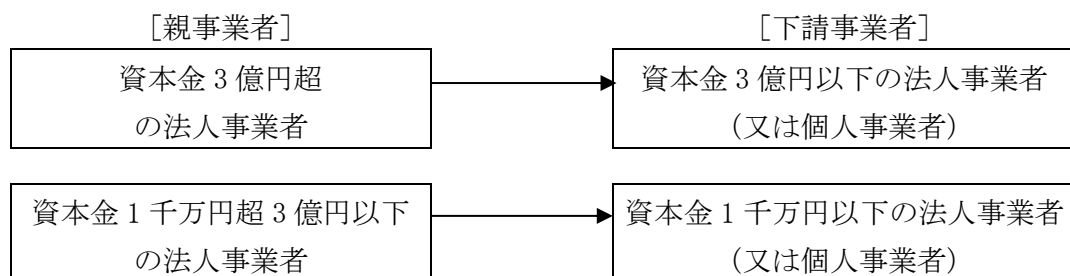 ［親事業者］
［下請事業者］
資本金３億円超
の法人事業者
資本金３億円以下の法人事業者
（又は個人事業者）
資本金１千万円超３億円以下
の法人事業者
資本金１千万円以下の法人事業者
（又は個人事業者）